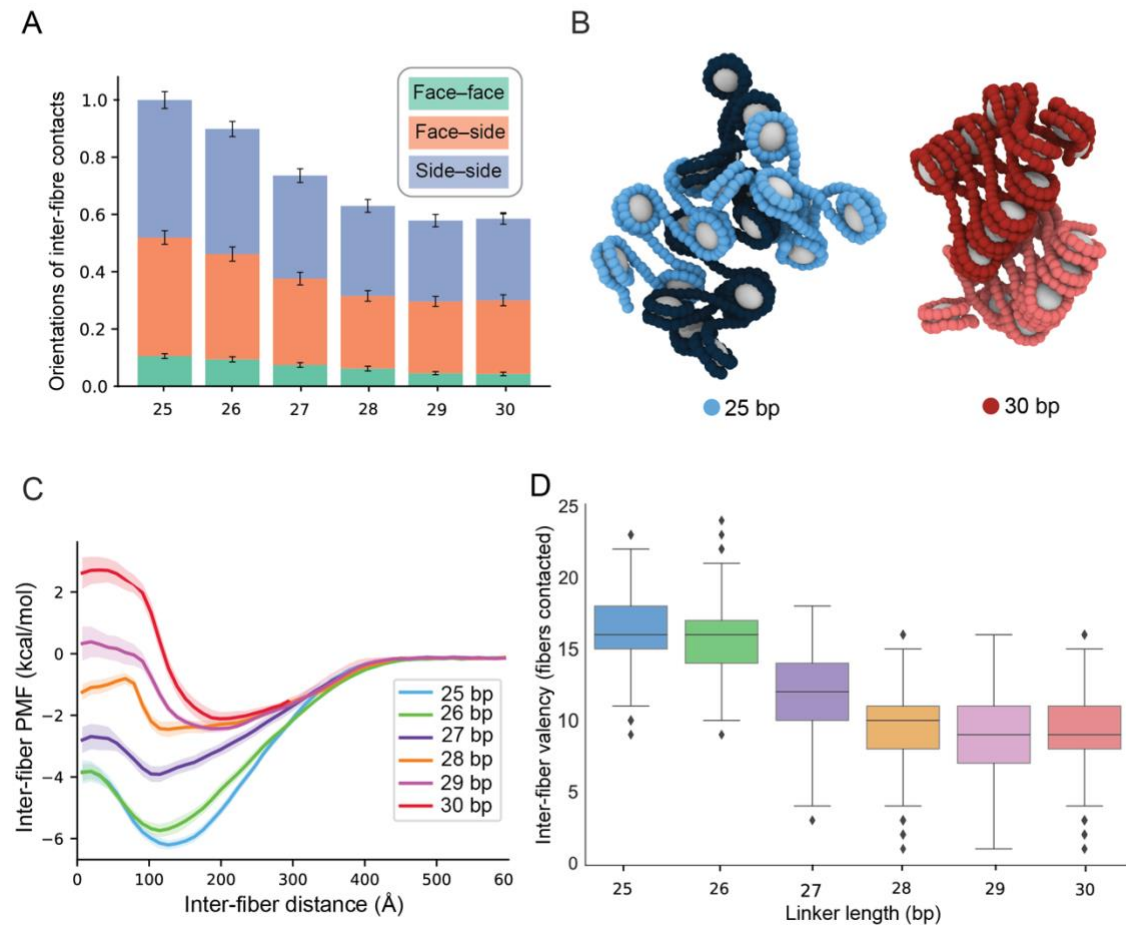 A
Orientations of inter-fibre contacts
1.0
0.8
0.6
0.4
0.2
0.0
25 26 27 28 29 30
Face–face
Face–side
Side–side
B
25 bp
30 bp
C
Inter-fiber PMF (kcal/mol)
2
0
−2
−4
−6
0 100 200 300 400 500
Inter-fiber distance (Å)
25 bp
26 bp
27 bp
28 bp
29 bp
30 bp
D
Inter-fiber valency (fibers contacted)
25
20
15
10
5
0
25 26 27 28 29 30
Linker length (bp)